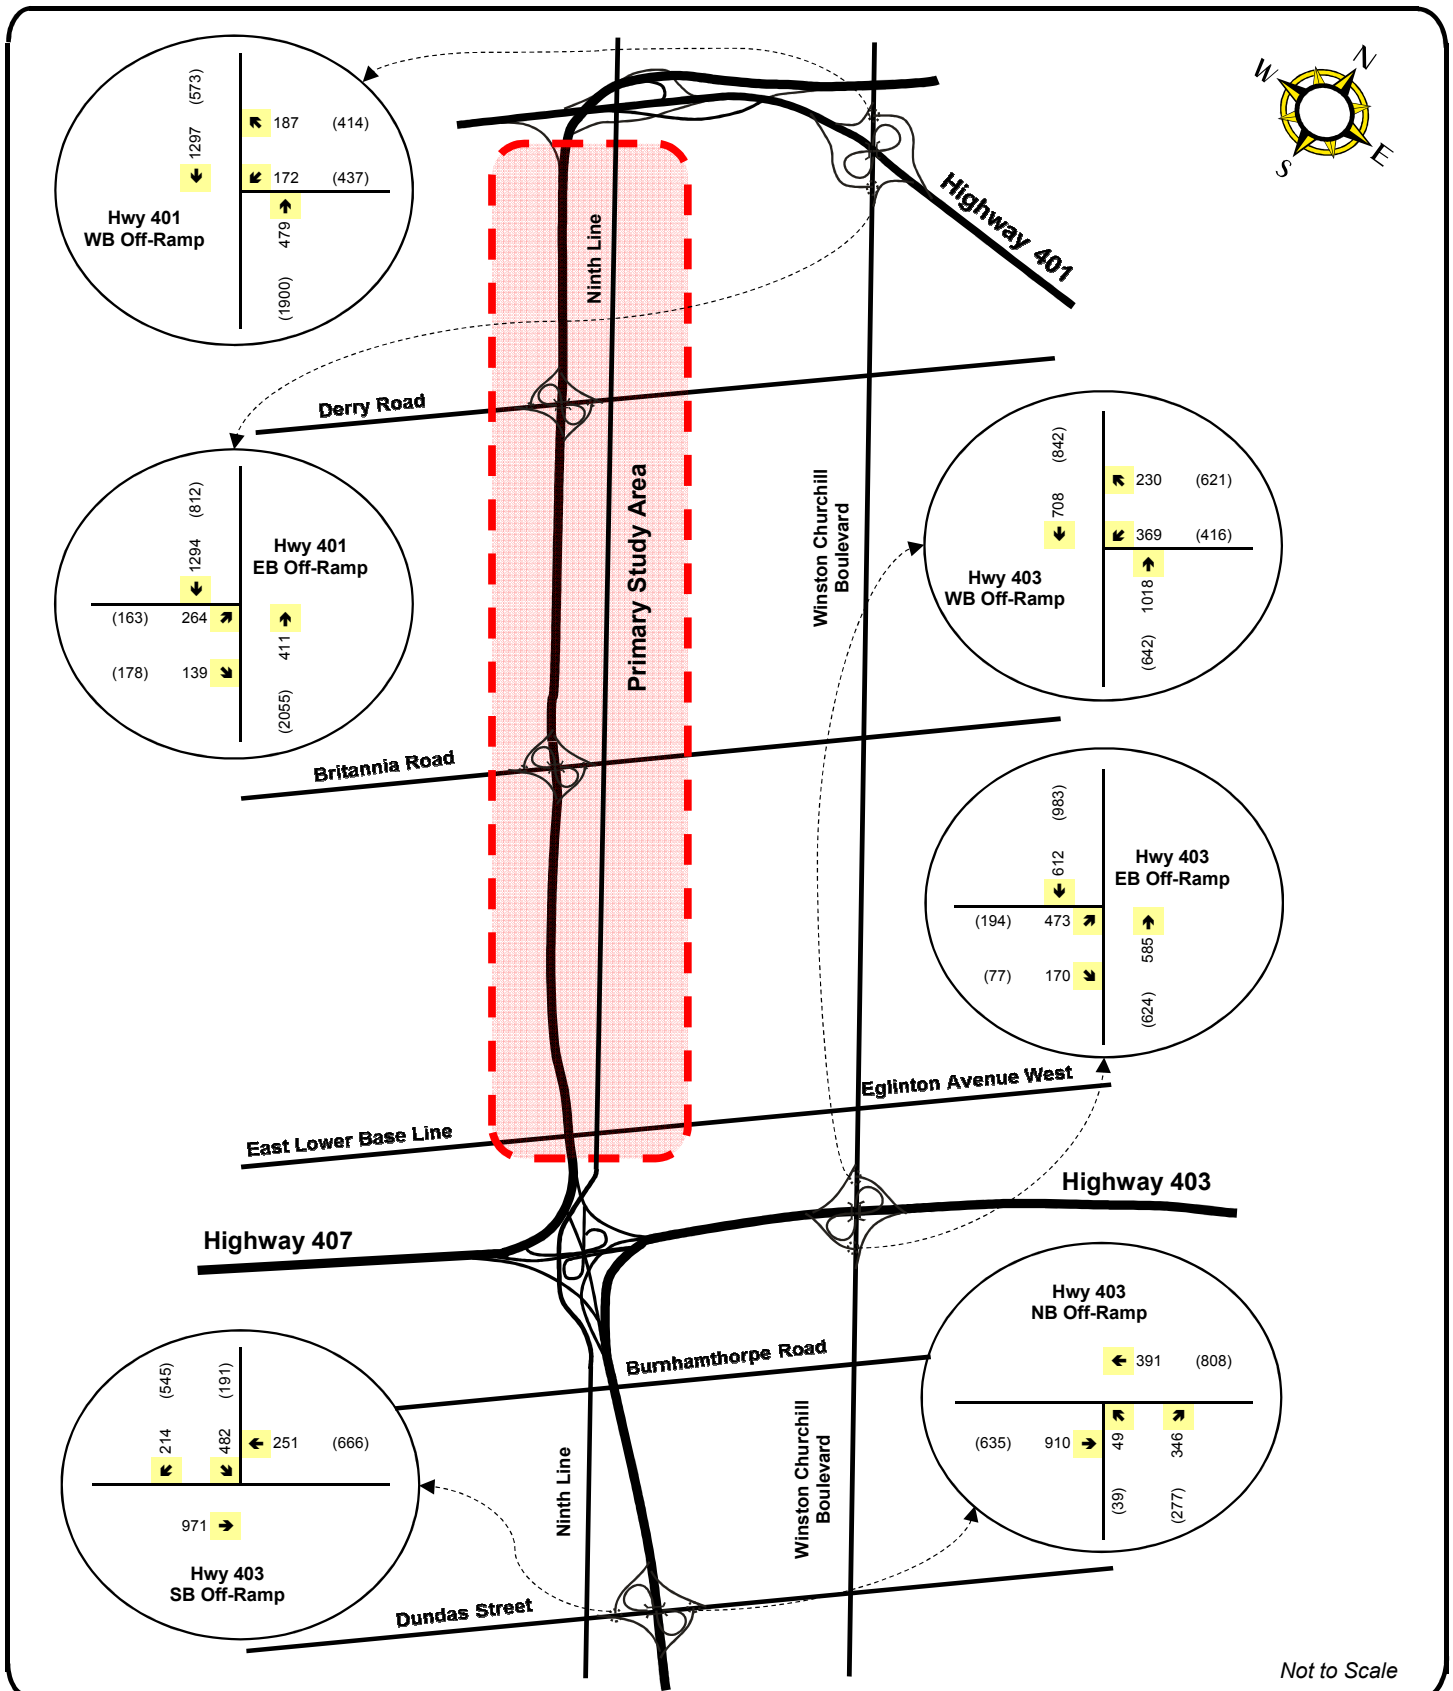 N
W
E
S
(573)
1297
187 (414)
172 (437)
Hwy 401
WB Off-Ramp
479
(1900)
Highway 401
Ninth Line
Derry Road
(812)
1294
Hwy 401
EB Off-Ramp
(163) 264
411
(178) 139
(2055)
Primary Study Area
Winston Churchill
Boulevard
(842)
708
230 (621)
369 (416)
Hwy 403
WB Off-Ramp
1018
(642)
Britannia Road
(983)
612
Hwy 403
EB Off-Ramp
(194) 473
585
(77) 170
(624)
Eglinton Avenue West
East Lower Base Line
Highway 403
Highway 407
Hwy 403
NB Off-Ramp
391 (808)
(635) 910
49
346
(39)
(277)
Burnhamthorpe Road
(545)
(191)
214
482
251 (666)
971
Hwy 403
SB Off-Ramp
Ninth Line
Winston Churchill
Boulevard
Dundas Street
Not to Scale